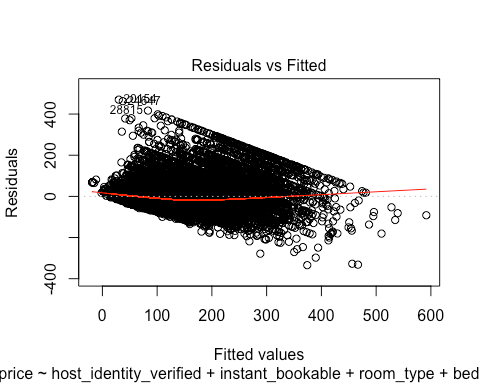 Residuals vs Fitted
28815
400
200
0
-400
Residuals
0 100 200 300 400 500 600
Fitted values
price ~ host_identity_verified + instant_bookable + room_type + bed